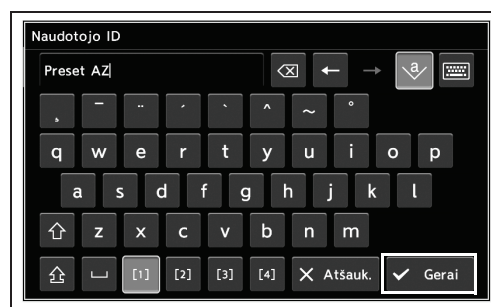 Naudotojo ID
Preset AZ a
¸ ¯ ¨ ´ ` ^ ~ °
q w e r t y u i o p
a s d f g h j k l
z x c v b n m
[1] [2] [3] [4] Atšauk. Gerai